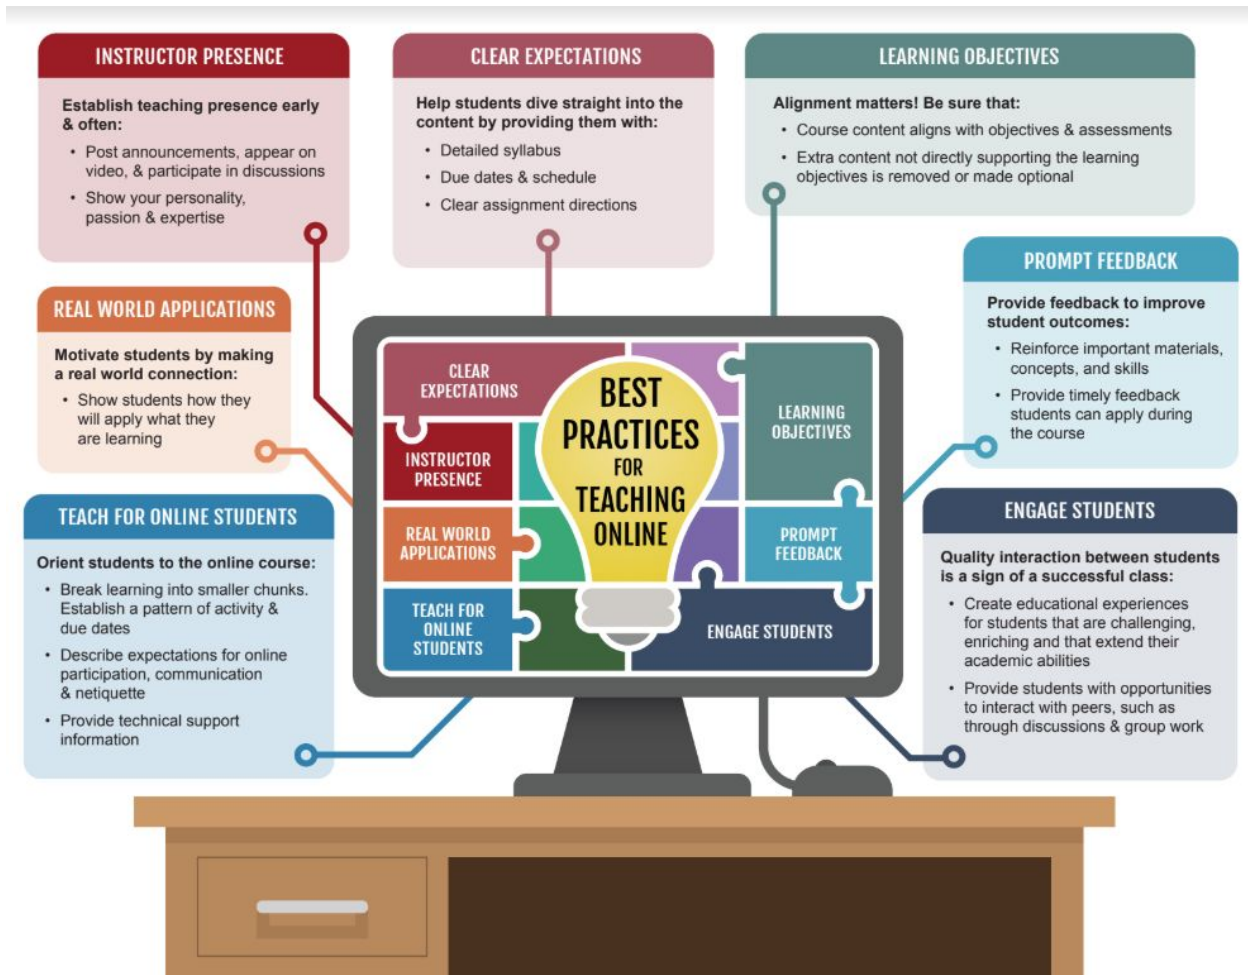 INSTRUCTOR PRESENCE
Establish teaching presence early
& often:
• Post announcements, appear on
video, & participate in discussions
• Show your personality,
passion & expertise
CLEAR EXPECTATIONS
Help students dive straight into the
content by providing them with:
• Detailed syllabus
• Due dates & schedule
• Clear assignment directions
LEARNING OBJECTIVES
Alignment matters! Be sure that:
• Course content aligns with objectives & assessments
• Extra content not directly supporting the learning
objectives is removed or made optional
REAL WORLD APPLICATIONS
Motivate students by making
a real world connection:
• Show students how they
will apply what they
are learning
PROMPT FEEDBACK
Provide feedback to improve
student outcomes:
• Reinforce important materials,
concepts, and skills
• Provide timely feedback
students can apply during
the course
TEACH FOR ONLINE STUDENTS
Orient students to the online course:
• Break learning into smaller chunks.
Establish a pattern of activity &
due dates
• Describe expectations for online
participation, communication
& netiquette
• Provide technical support
information
ENGAGE STUDENTS
Quality interaction between students
is a sign of a successful class:
• Create educational experiences
for students that are challenging,
enriching and that extend their
academic abilities
• Provide students with opportunities
to interact with peers, such as
through discussions & group work
CLEAR
EXPECTATIONS
INSTRUCTOR
PRESENCE
REAL WORLD
APPLICATIONS
TEACH FOR
ONLINE
STUDENTS
BEST
PRACTICES
FOR
TEACHING
ONLINE
LEARNING
OBJECTIVES
PROMPT
FEEDBACK
ENGAGE STUDENTS